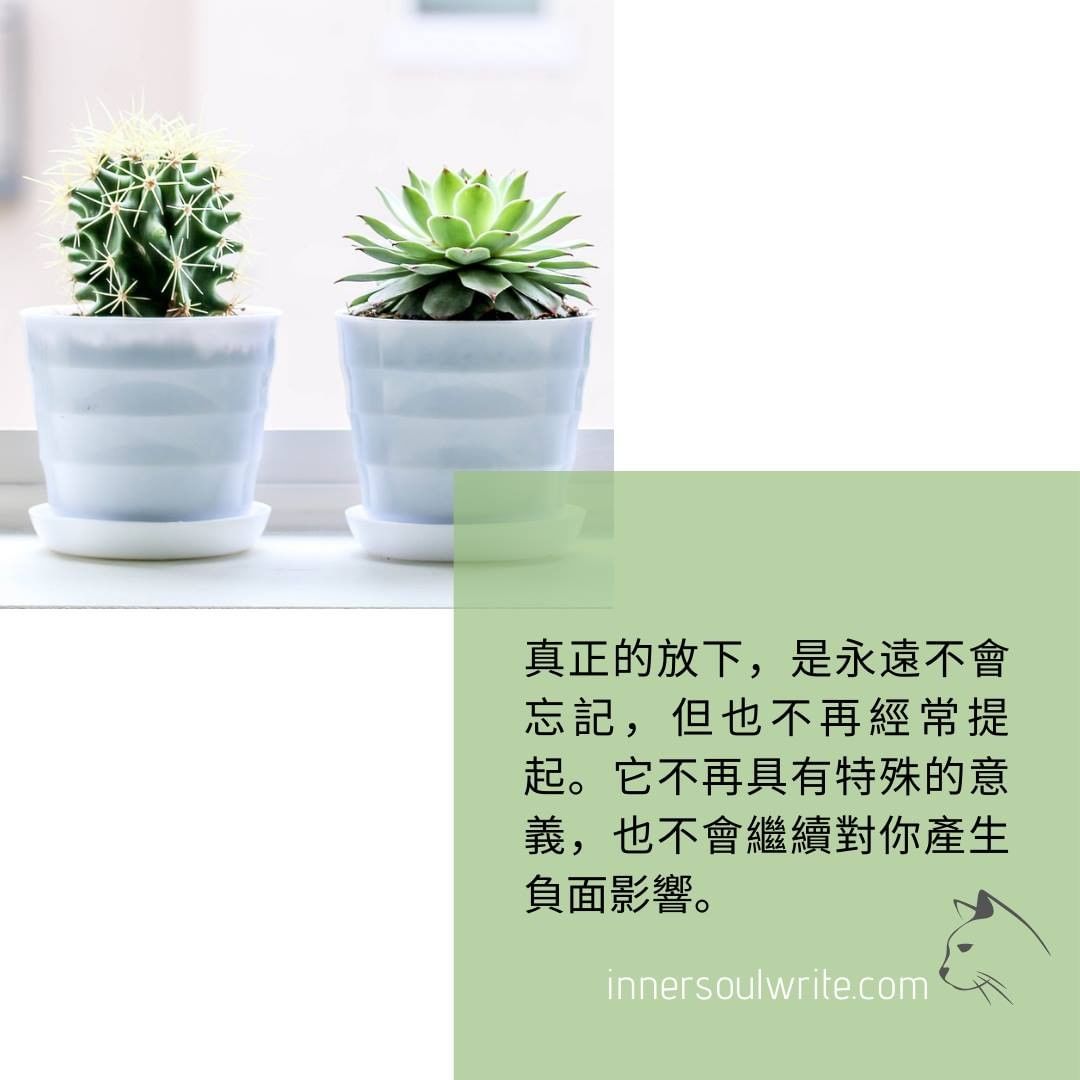 真正的放下，是永遠不會
忘記，但也不再經常提
起。它不再具有特殊的意
義，也不會繼續對你產生
負面影響。
innersoulwrite.com